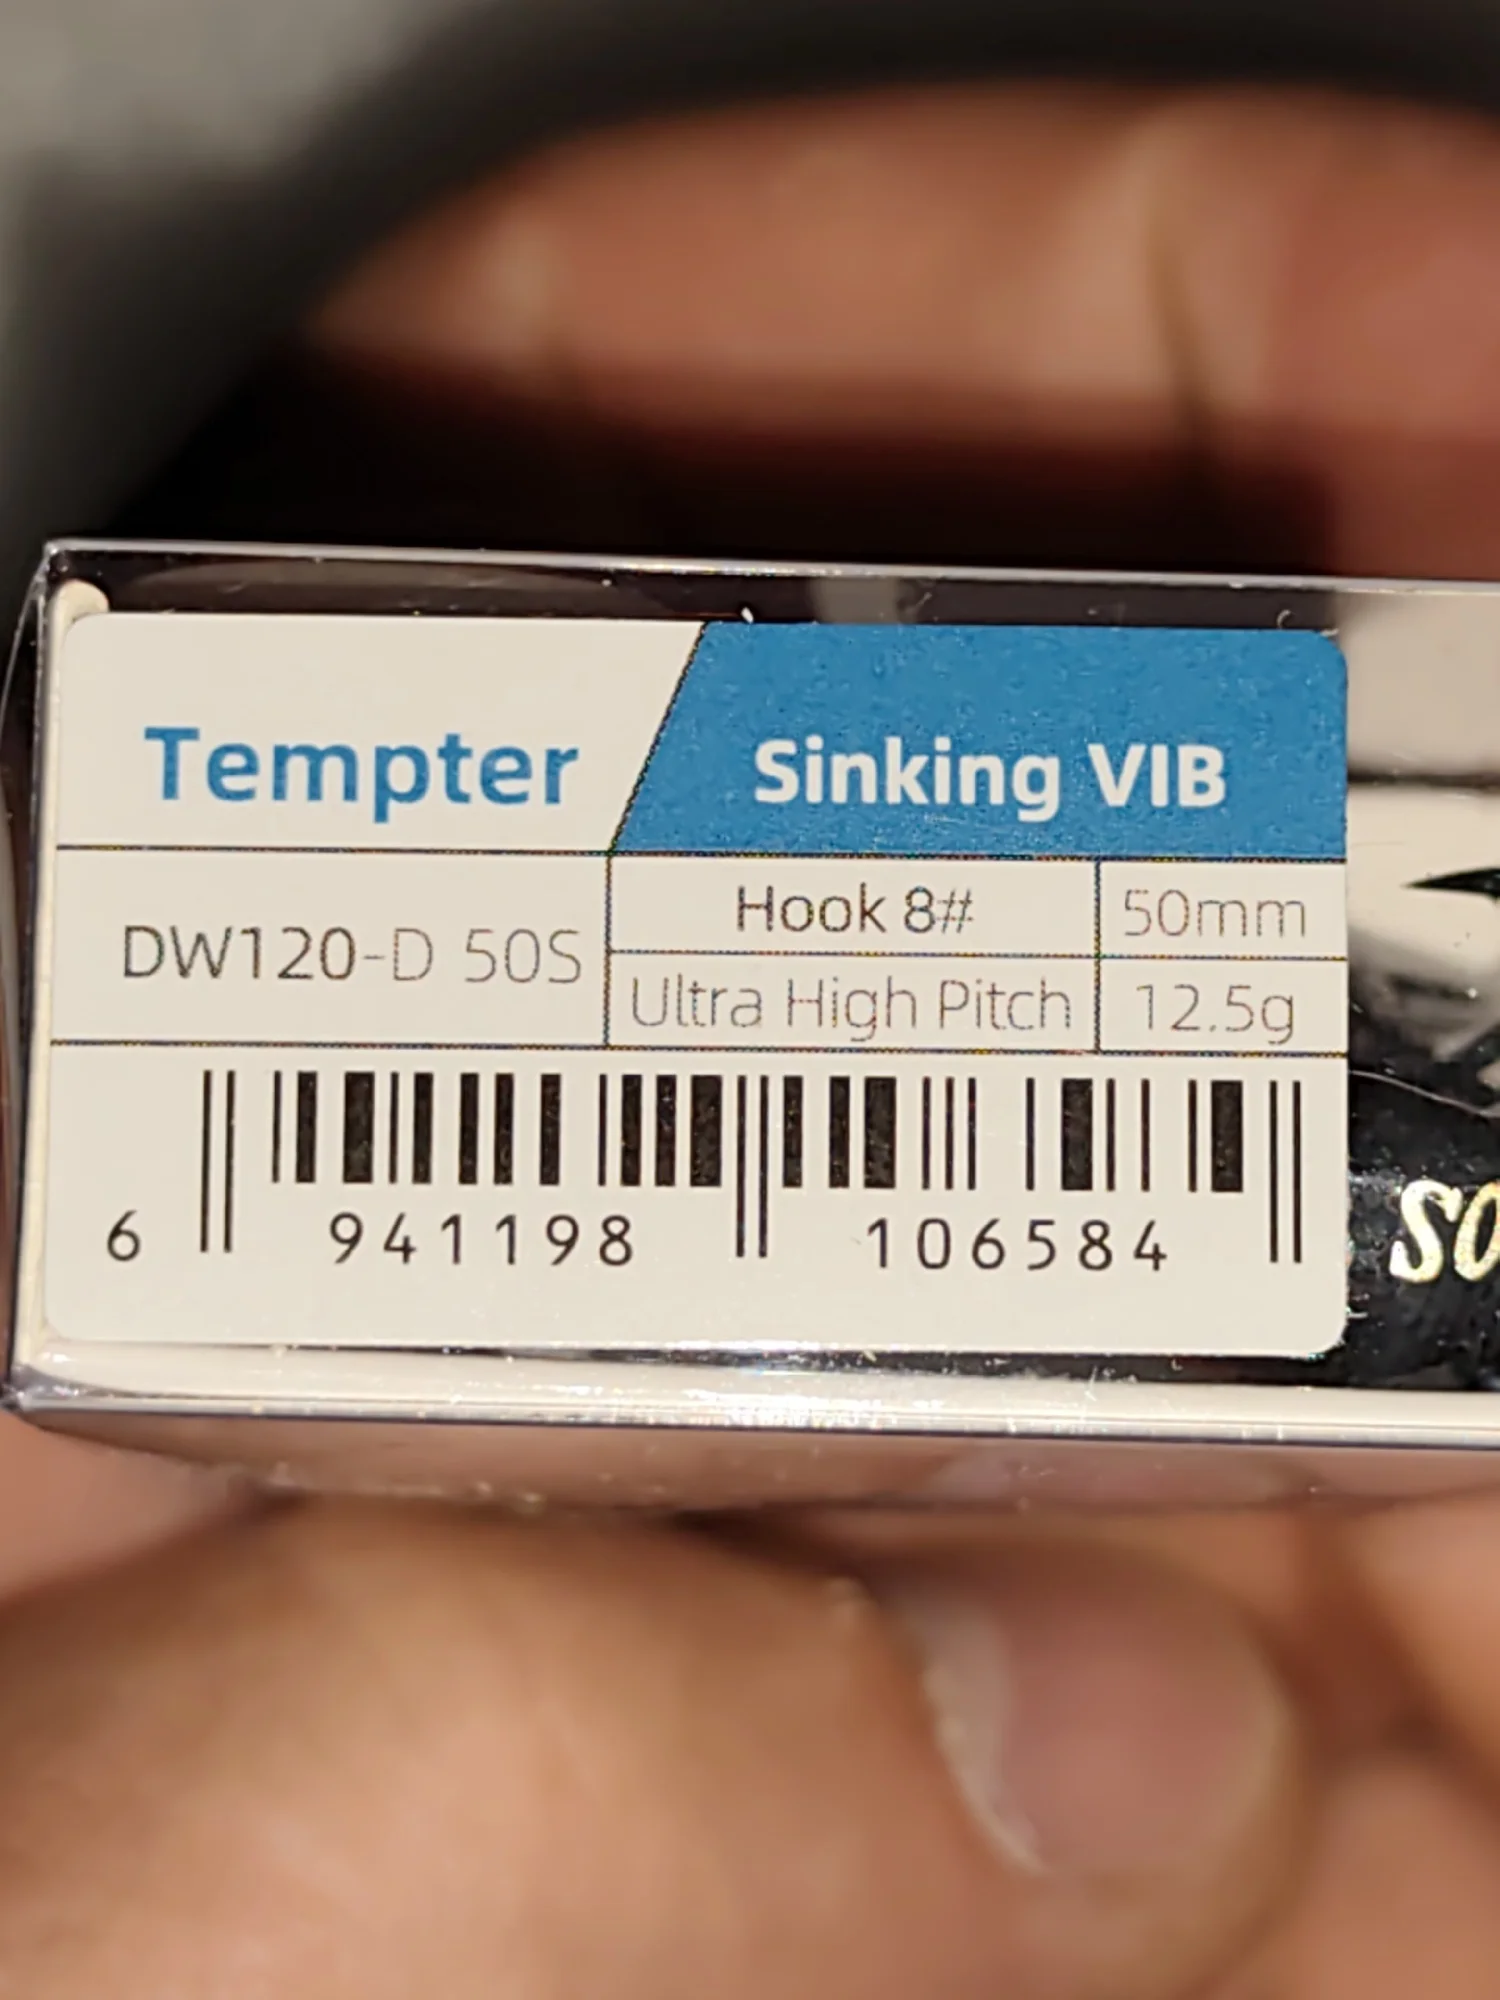 Tempter
Sinking VIB
DW120-D 50S
Hook 8#
50mm
Ultra High Pitch
12.5g
6 941198 106584